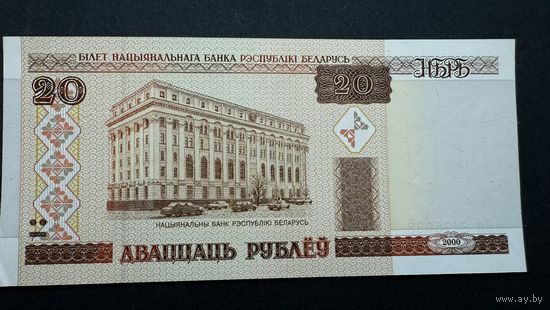 БІЛЕТ НАЦЫЯНАЛЬНАГА БАНКА РЭСПУБЛІКІ БЕЛАРУСЬ
20
20
НБРБ
НАЦЫЯНАЛЬНЫ БАНК РЭСПУБЛІКІ БЕЛАРУСЬ
ДВАЦЦАЦЬ РУБЛЁЎ
2000
www.ay.by